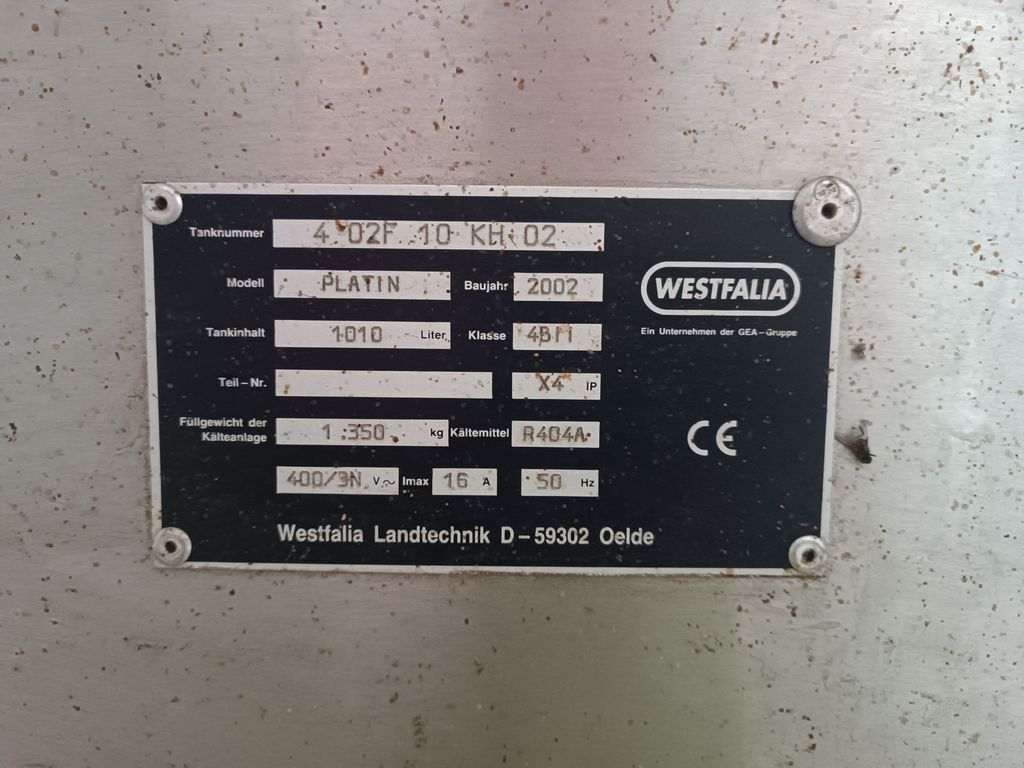 Tanknummer 4 02F 10 KH 02
Modell PLATIN Baujahr 2002
WESTFALIA
Ein Unternehmen der GEA-Gruppe
Tankinhalt 1010 Liter Klasse 4BII
Teil-Nr. X4 IP
Füllgewicht der Kälteanlage 1.350 kg Kältemittel R404A
CE
400/3N V~ Imax 16 A 50 Hz
Westfalia Landtechnik D-59302 Oelde